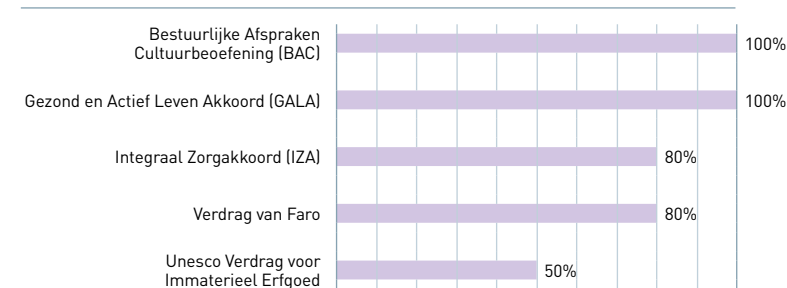 Bestuurlijke Afspraken
Cultuurbeoefening (BAC)
100%
Gezond en Actief Leven Akkoord (GALA)
100%
Integraal Zorgakkoord (IZA)
80%
Verdrag van Faro
80%
Unesco Verdrag voor
Immaterieel Erfgoed
50%